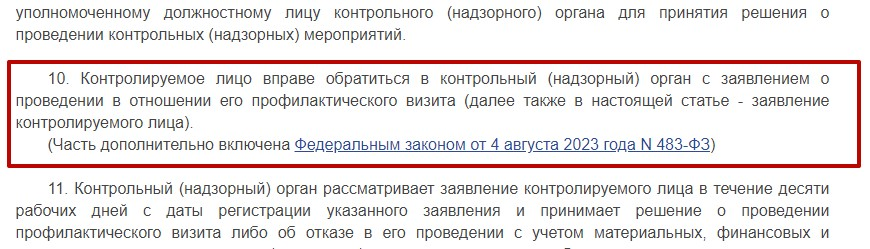 уполномоченному должностному лицу контрольного (надзорного) органа для принятия решения о
проведении контрольных (надзорных) мероприятий.
10. Контролируемое лицо вправе обратиться в контрольный (надзорный) орган с заявлением о
проведении в отношении его профилактического визита (далее также в настоящей статье - заявление
контролируемого лица).
(Часть дополнительно включена Федеральным законом от 4 августа 2023 года N 483-ФЗ)
11. Контрольный (надзорный) орган рассматривает заявление контролируемого лица в течение десяти
рабочих дней с даты регистрации указанного заявления и принимает решение о проведении
профилактического визита либо об отказе в его проведении с учетом материальных, финансовых и